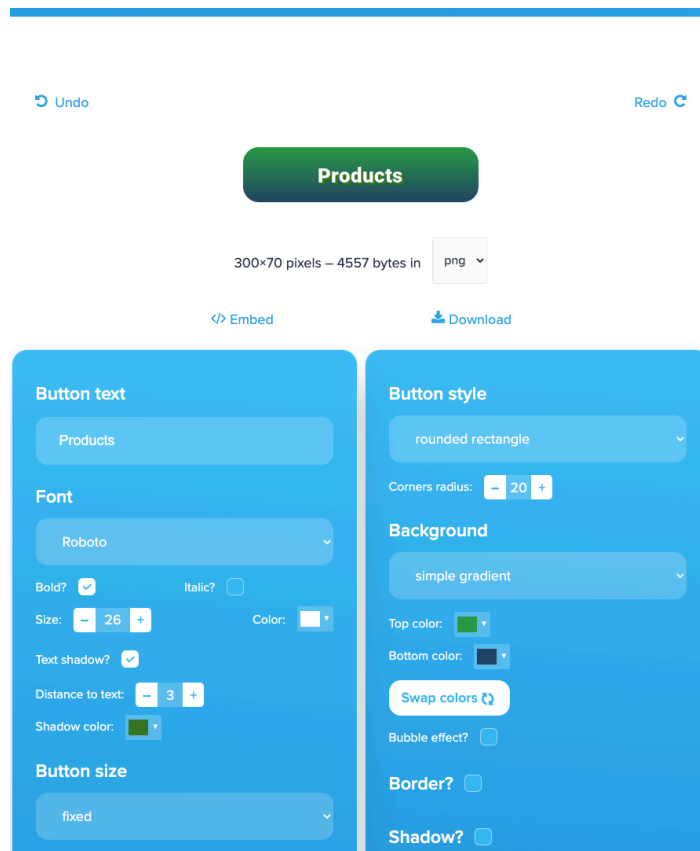 Undo
Redo
Products
300×70 pixels – 4557 bytes in png
</> Embed
Download
Button text
Products
Font
Roboto
Bold?
Italic?
Size: – 26 +
Color:
Text shadow?
Distance to text: – 3 +
Shadow color:
Button size
fixed
Button style
rounded rectangle
Corners radius: – 20 +
Background
simple gradient
Top color:
Bottom color:
Swap colors
Bubble effect?
Border?
Shadow?